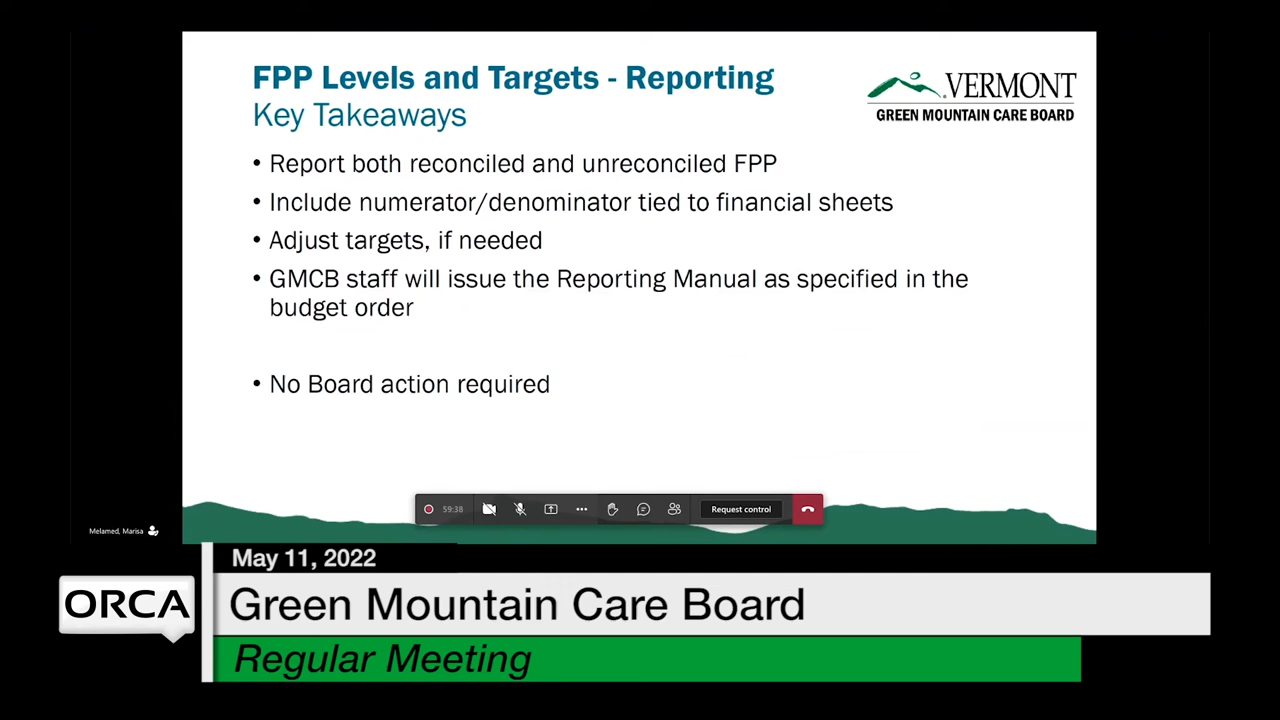 FPP Levels and Targets - Reporting
Key Takeaways
VERMONT
GREEN MOUNTAIN CARE BOARD
• Report both reconciled and unreconciled FPP
• Include numerator/denominator tied to financial sheets
• Adjust targets, if needed
• GMCB staff will issue the Reporting Manual as specified in the
budget order
• No Board action required
59:38
Request control
Melamed, Marisa
May 11, 2022
ORCA
Green Mountain Care Board
Regular Meeting